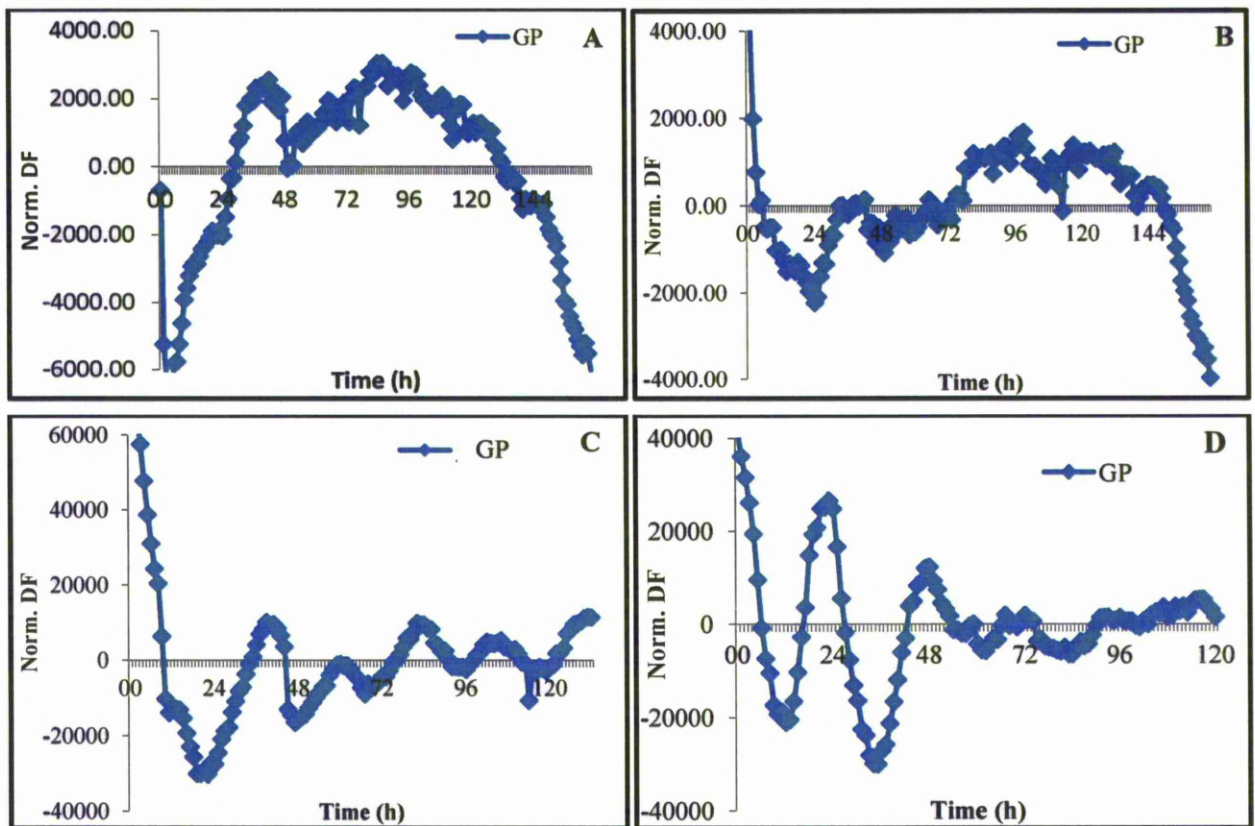 GP A
4000.00
2000.00
0.00
-2000.00
-4000.00
-6000.00
Norm. DF
00 24 48 72 96 120 144
Time (h)
GP B
4000.00
2000.00
0.00
-2000.00
-4000.00
Norm. DF
00 24 48 72 96 120 144
Time (h)
GP C
60000
40000
20000
0
-20000
-40000
Norm. DF
00 24 48 72 96 120
Time (h)
GP D
40000
20000
0
-20000
-40000
Norm. DF
00 24 48 72 96 120
Time (h)